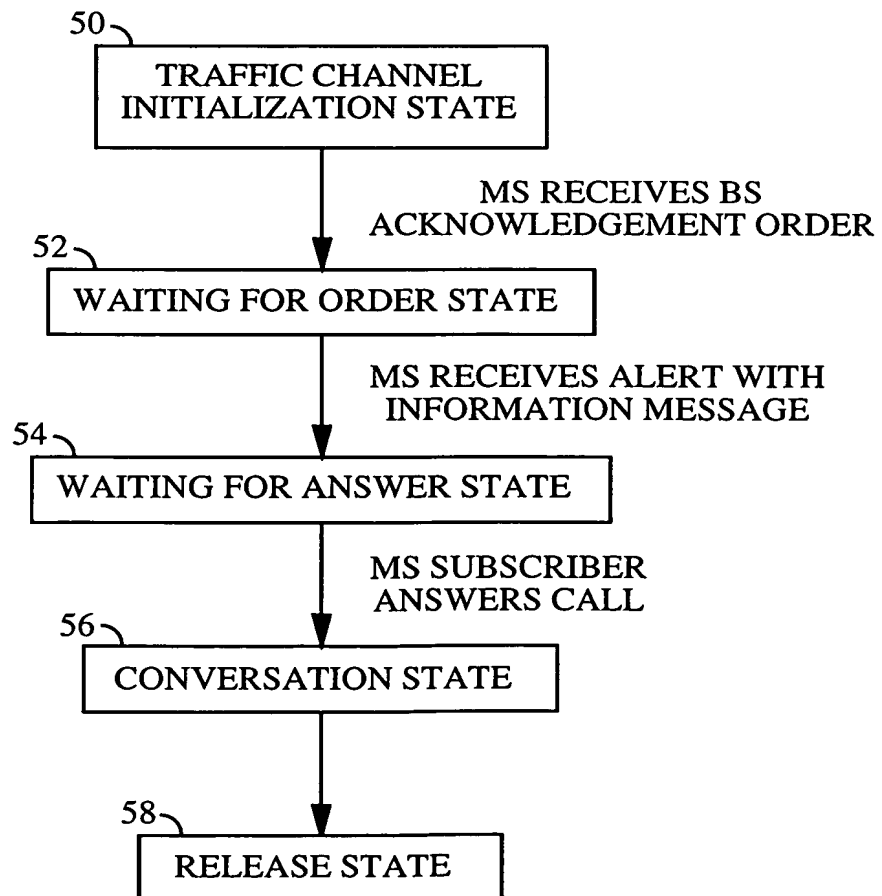 50
TRAFFIC CHANNEL
INITIALIZATION STATE
MS RECEIVES BS
ACKNOWLEDGEMENT ORDER
52
WAITING FOR ORDER STATE
MS RECEIVES ALERT WITH
INFORMATION MESSAGE
54
WAITING FOR ANSWER STATE
MS SUBSCRIBER
ANSWERS CALL
56
CONVERSATION STATE
58
RELEASE STATE